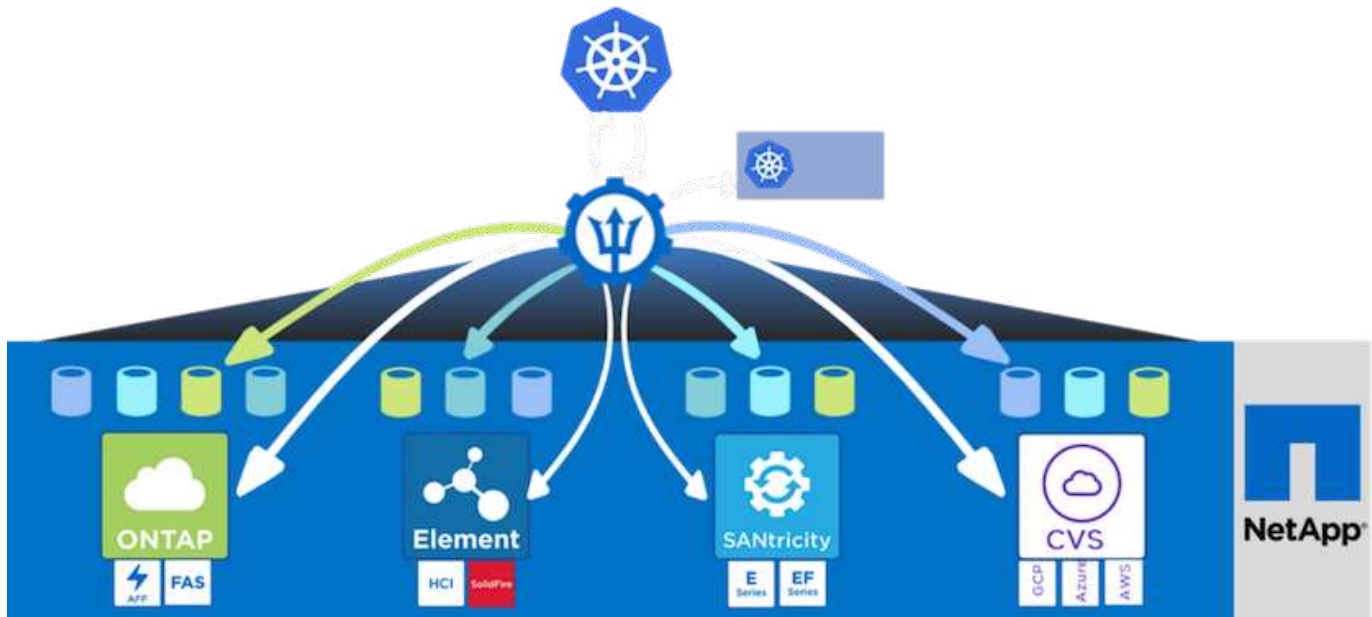 ONTAP
AFF
FAS
Element
HCI
SolidFire
SANtricity
E
Series
EF
Series
CVS
GCP
Azure
AWS
NetApp®